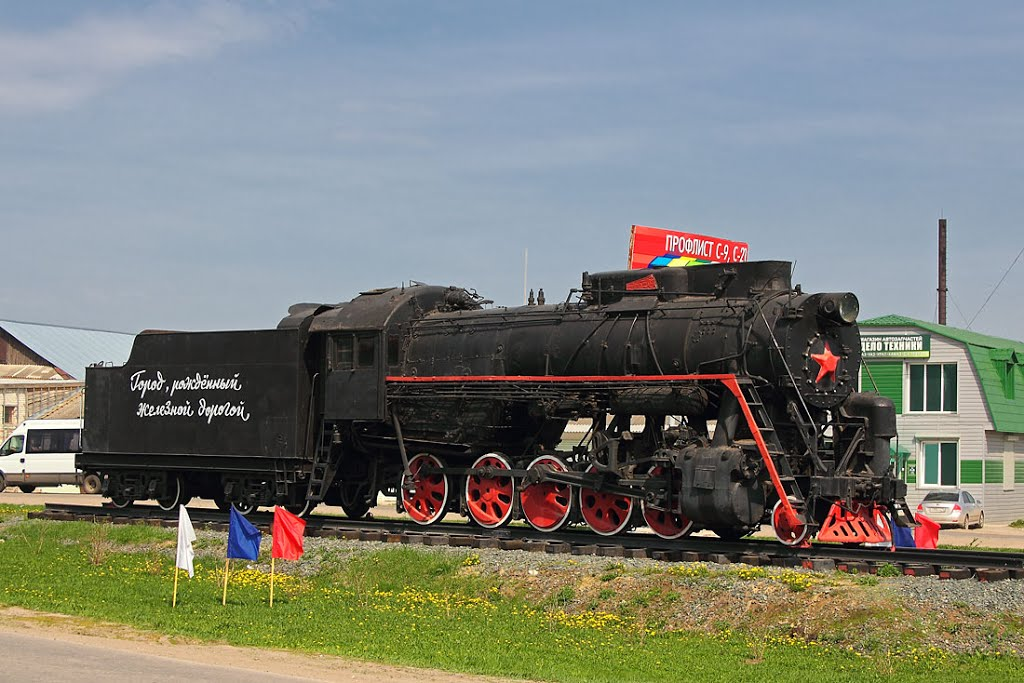 Город, рождённый
железной дорогой
ПРОФЛИСТ С-9, С-21
МАГАЗИН АВТОЗАПЧАСТЕЙ
ДЕЛО ТЕХНИКИ